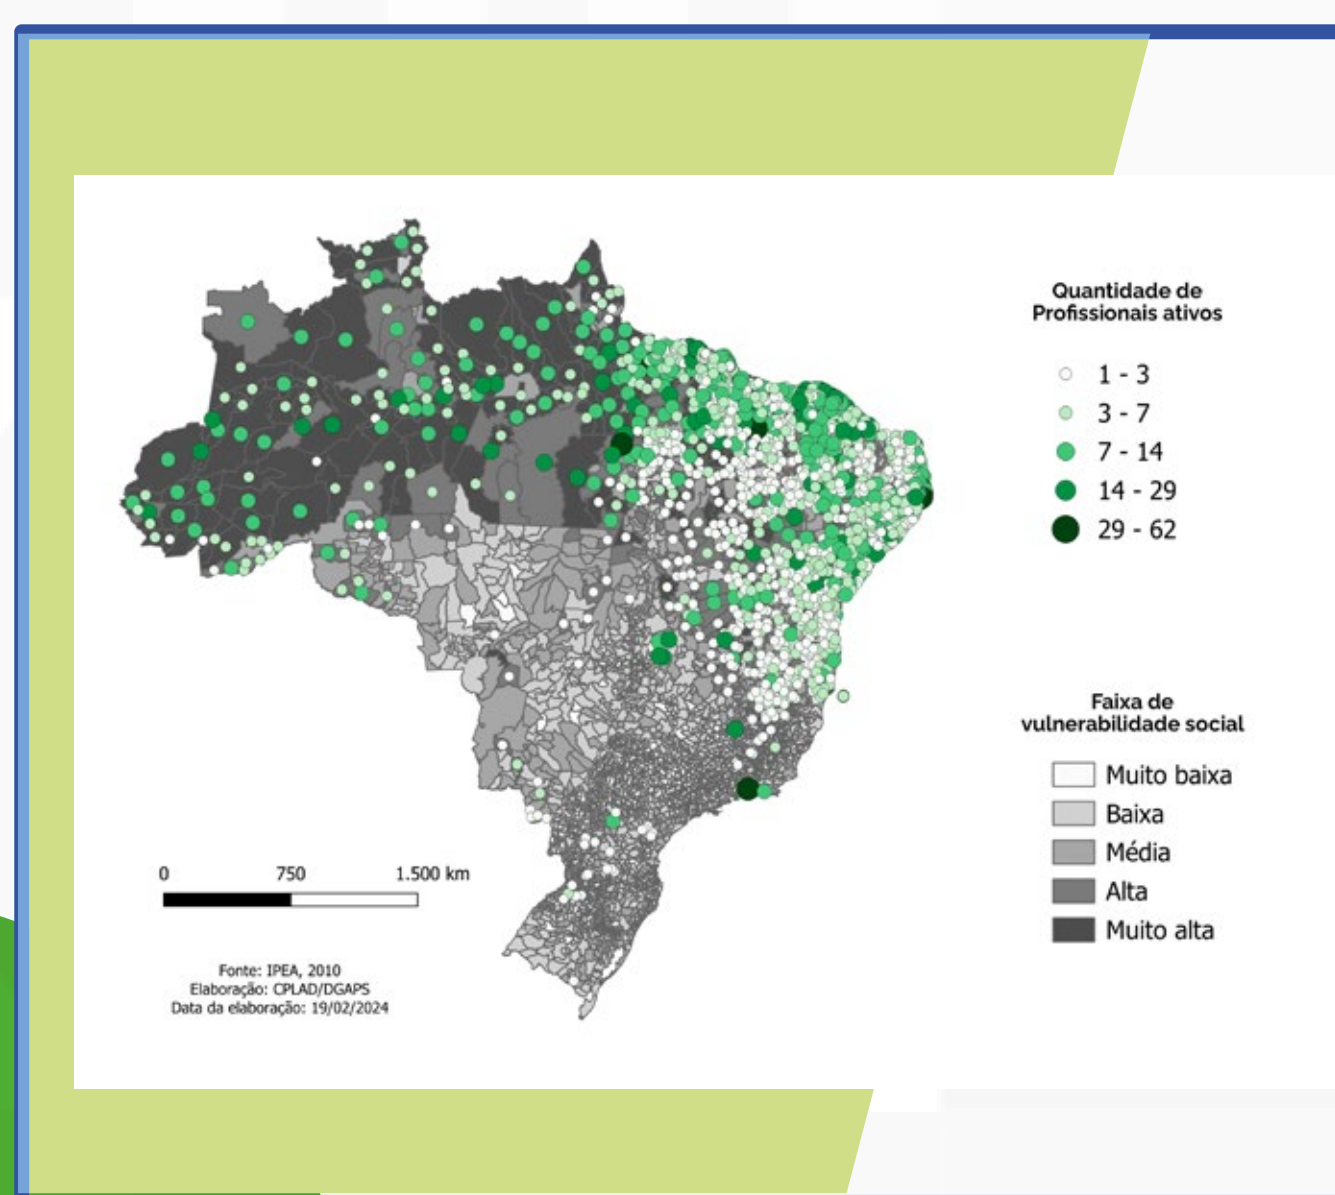 Quantidade de
Profissionais ativos
1 - 3
3 - 7
7 - 14
14 - 29
29 - 62
Faixa de
vulnerabilidade social
Muito baixa
Baixa
Média
Alta
Muito alta
0 750 1.500 km
Fonte: IPEA, 2010
Elaboração: CPLAD/DGAPS
Data da elaboração: 19/02/2024